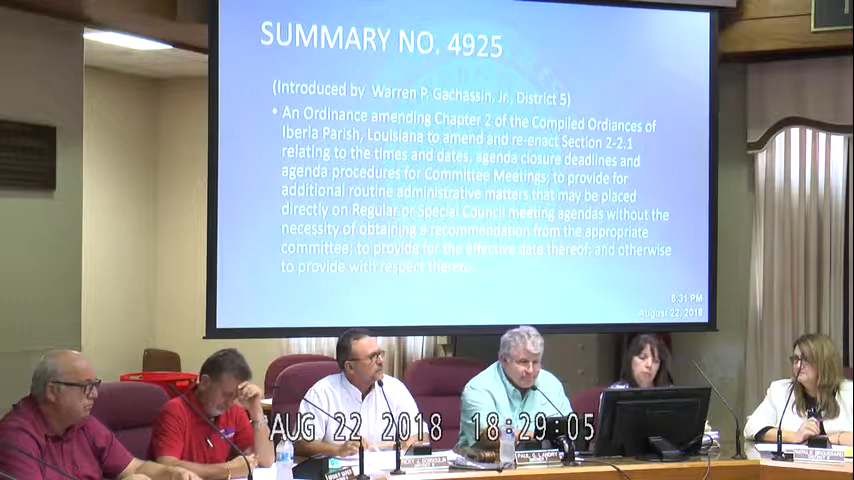 SUMMARY NO. 4925
(Introduced by Warren P. Gachassin, Jr., District 5)
• An Ordinance amending Chapter 2 of the Compiled Ordiances of
Iberia Parish, Louisiana to amend and re-enact Section 2-2.1
relating to the times and dates, agenda closure deadlines and
agenda procedures for Committee Meetings; to provide for
additional routine administrative matters that may be placed
directly on Regular or Special Council meeting agendas without the
necessity of obtaining a recommendation from the appropriate
committee; to provide for the effective date thereof; and otherwise
to provide with respect thereto.
6:31 PM
August 22, 2018
AUG 22 2018 18:29:05
PAUL G. LANDRY
NATALIE BROUSSARD